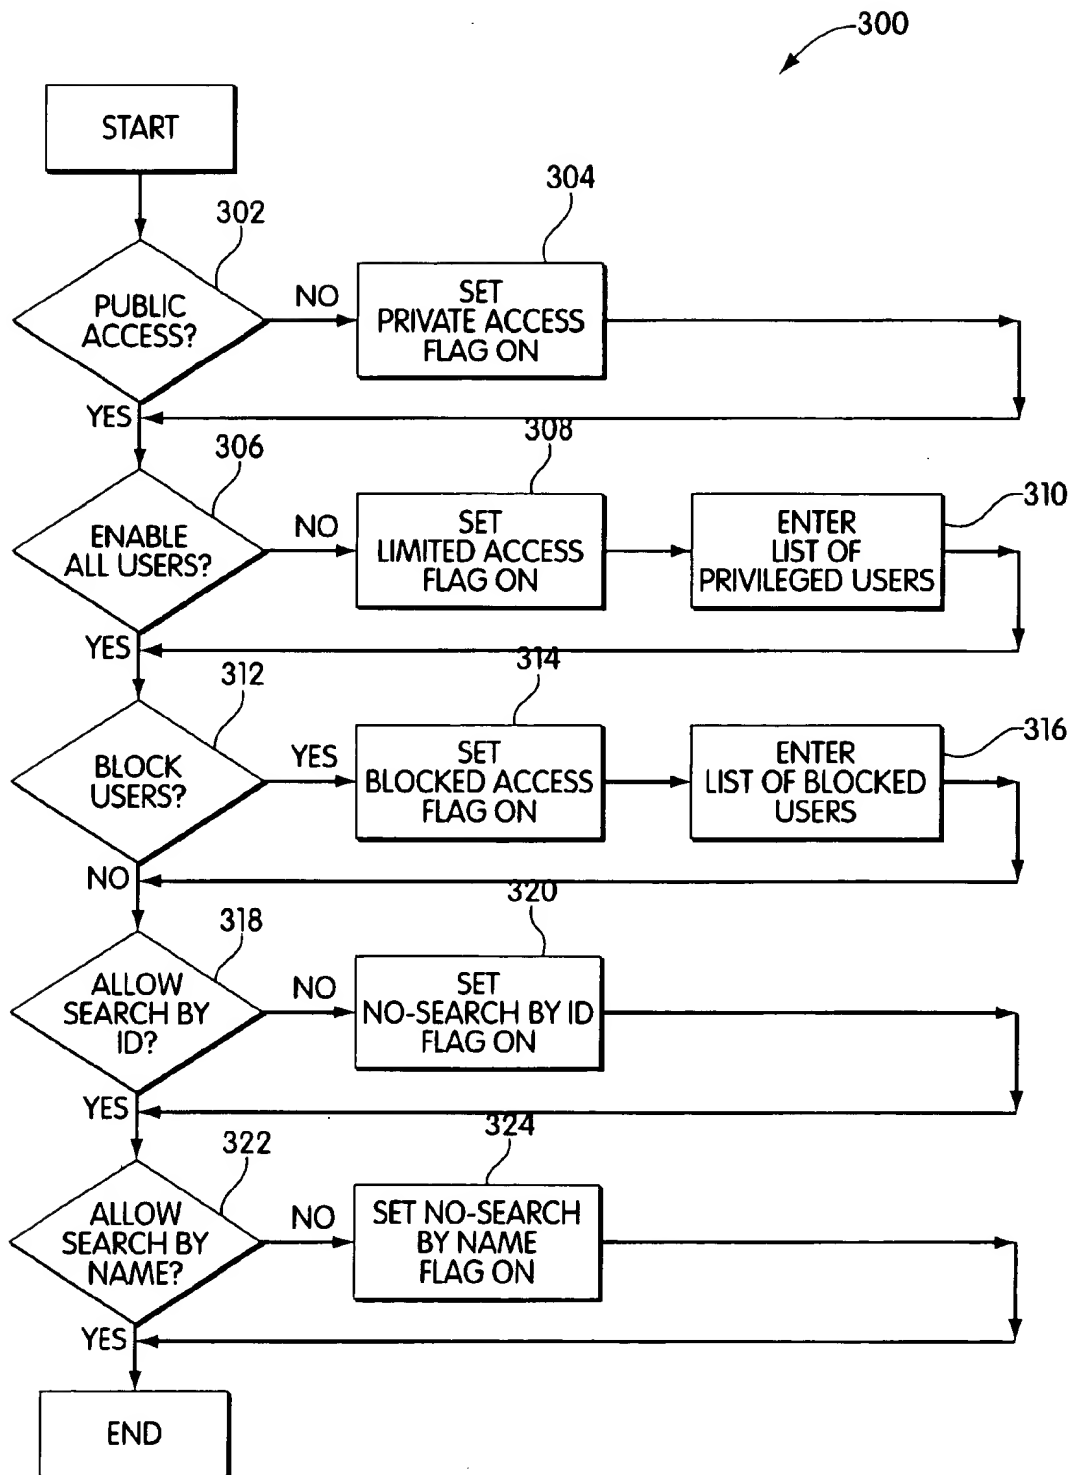 300
START
302
304
PUBLIC
ACCESS?
NO
SET
PRIVATE ACCESS
FLAG ON
YES
306
308
310
ENABLE
ALL USERS?
NO
SET
LIMITED ACCESS
FLAG ON
ENTER
LIST OF
PRIVILEGED USERS
YES
312
314
316
BLOCK
USERS?
YES
SET
BLOCKED ACCESS
FLAG ON
ENTER
LIST OF BLOCKED
USERS
NO
318
320
ALLOW
SEARCH BY
ID?
NO
SET
NO-SEARCH BY ID
FLAG ON
YES
322
324
ALLOW
SEARCH BY
NAME?
NO
SET NO-SEARCH
BY NAME
FLAG ON
YES
END